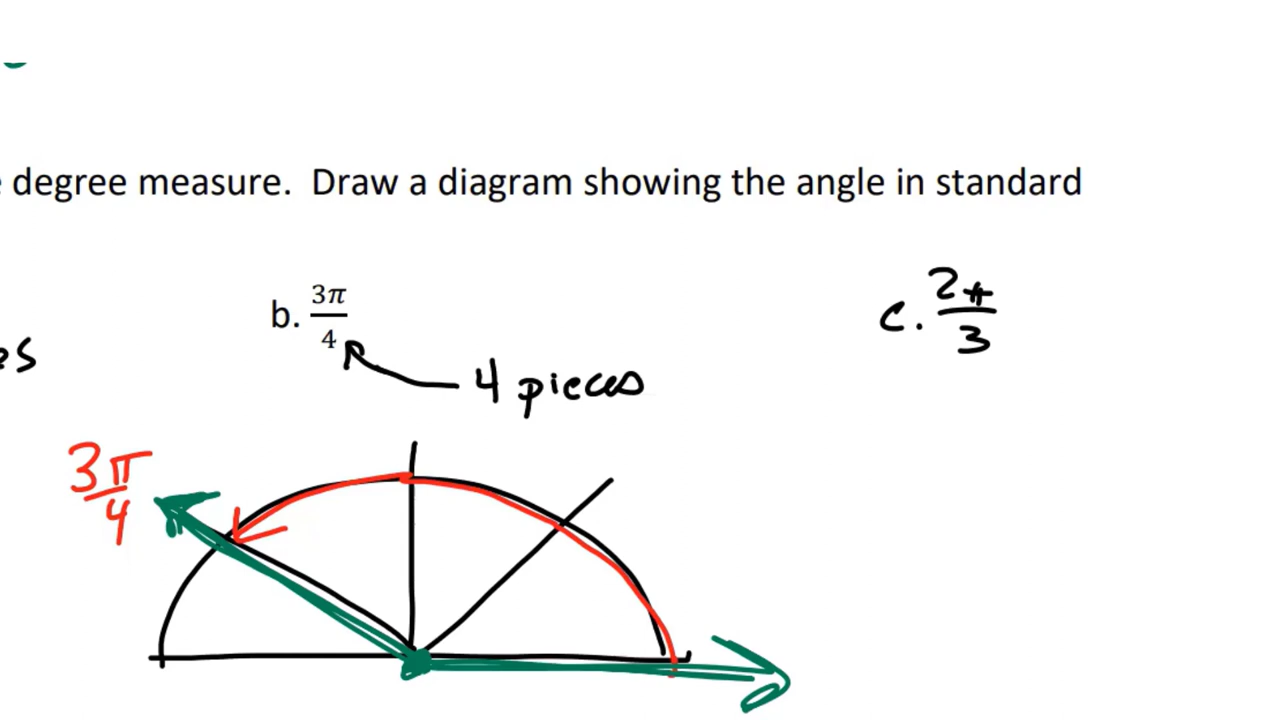 degree measure. Draw a diagram showing the angle in standard
b. 3π/4
c. 2π/3
4 pieces
3π/4